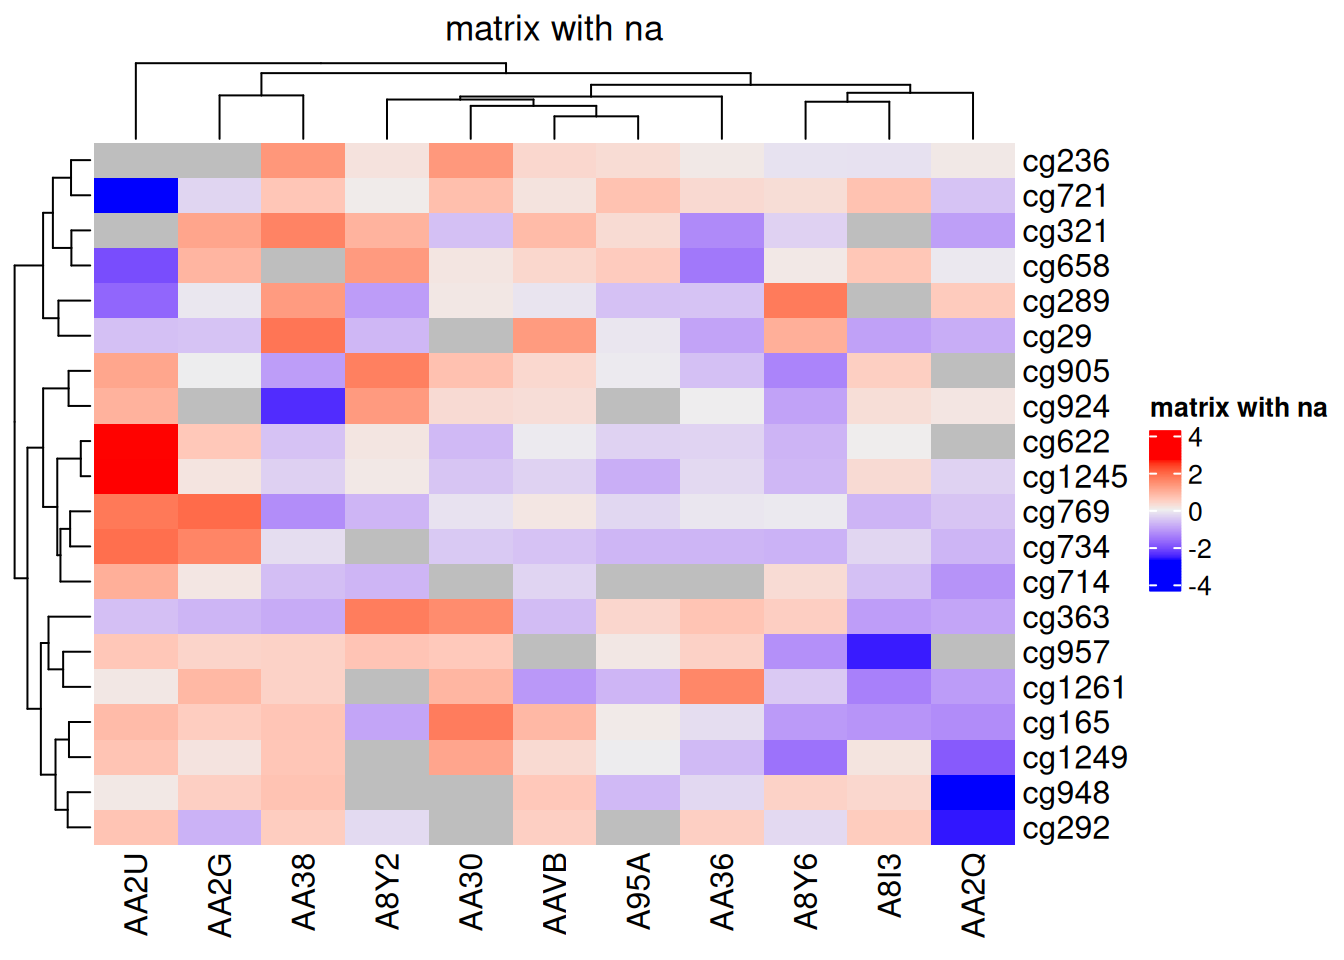 matrix with na
cg236
cg721
cg321
cg658
cg289
cg29
cg905
cg924
cg622
cg1245
cg769
cg734
cg714
cg363
cg957
cg1261
cg165
cg1249
cg948
cg292
AA2U
AA2G
AA38
A8Y2
AA30
AAVB
A95A
AA36
A8Y6
A8I3
AA2Q
matrix with na
4
2
0
-2
-4